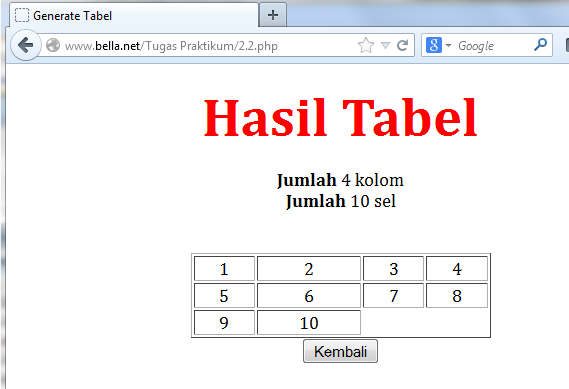 Generate Tabel
www.bella.net/Tugas Praktikum/2.2.php
Google
Hasil Tabel
Jumlah 4 kolom
Jumlah 10 sel
1 2 3 4
5 6 7 8
9 10
Kembali